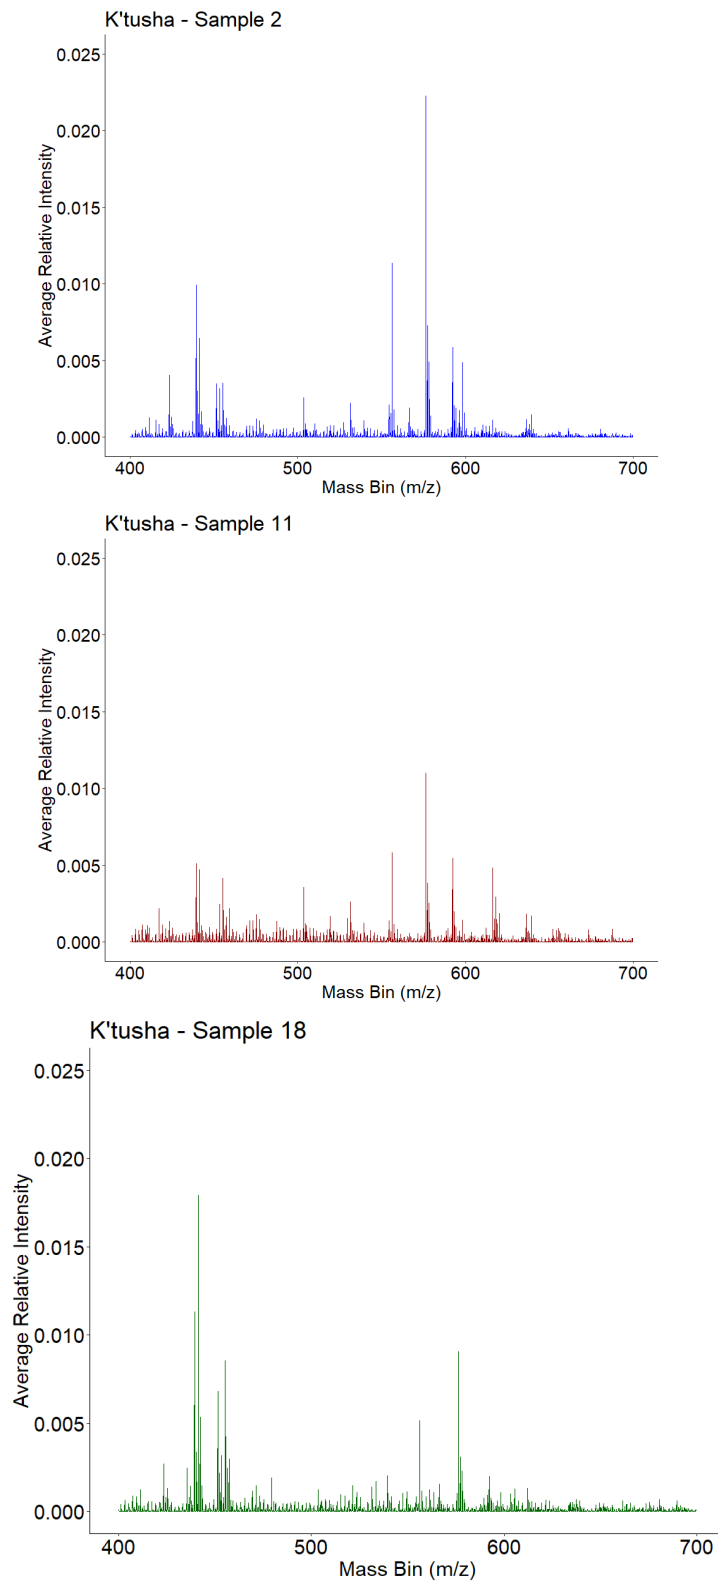 K'tusha - Sample 2
Average Relative Intensity
0.025
0.020
0.015
0.010
0.005
0.000
400 500 600 700
Mass Bin (m/z)
K'tusha - Sample 11
Average Relative Intensity
0.025
0.020
0.015
0.010
0.005
0.000
400 500 600 700
Mass Bin (m/z)
K'tusha - Sample 18
Average Relative Intensity
0.025
0.020
0.015
0.010
0.005
0.000
400 500 600 700
Mass Bin (m/z)